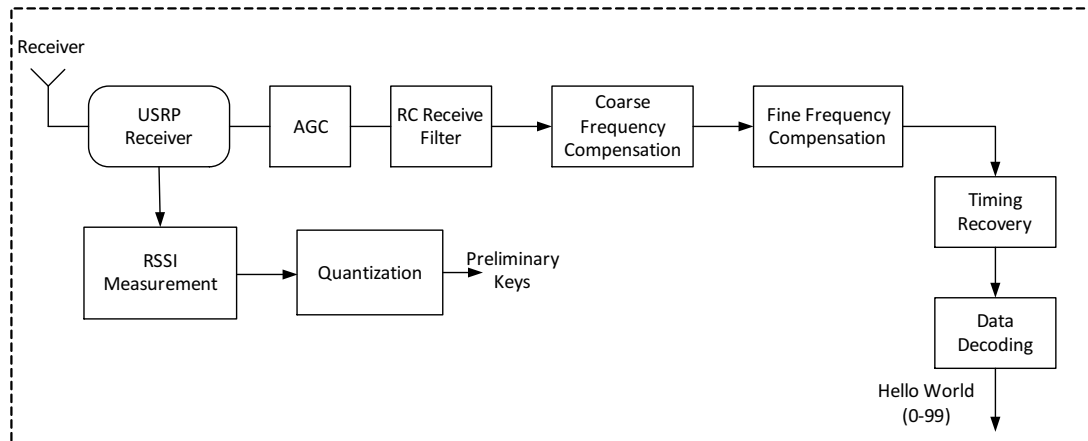 Receiver
USRP
Receiver
AGC
RC Receive
Filter
Coarse
Frequency
Compensation
Fine Frequency
Compensation
Timing
Recovery
RSSI
Measurement
Quantization
Preliminary
Keys
Data
Decoding
Hello World
(0-99)